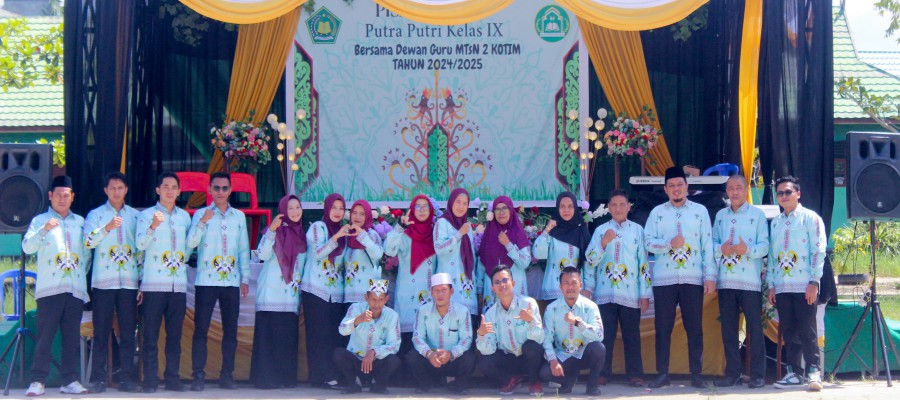 Putra Putri Kelas IX
Bersama Dewan Guru MTsN 2 KOTIM
TAHUN 2024/2025